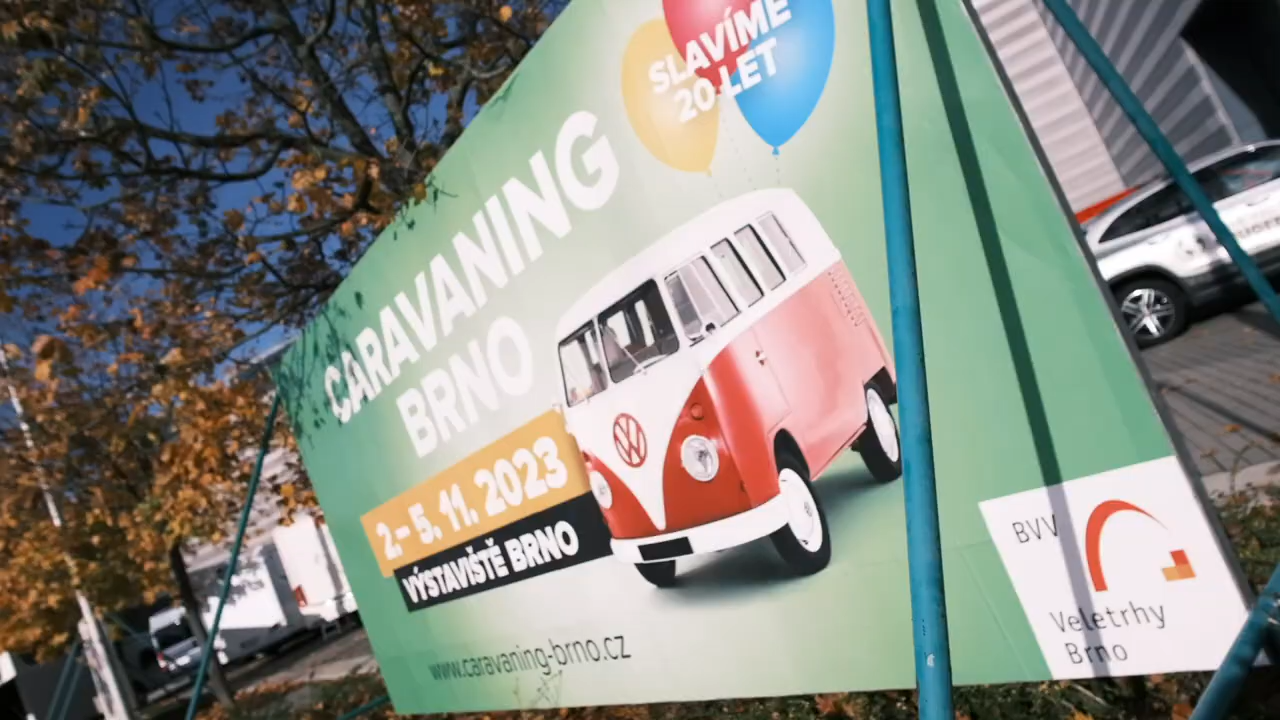 SLAVÍME
20 LET
CARAVANING
BRNO
2.– 5. 11. 2023
VÝSTAVIŠTĚ BRNO
www.caravaning-brno.cz
BVV
Veletrhy
Brno